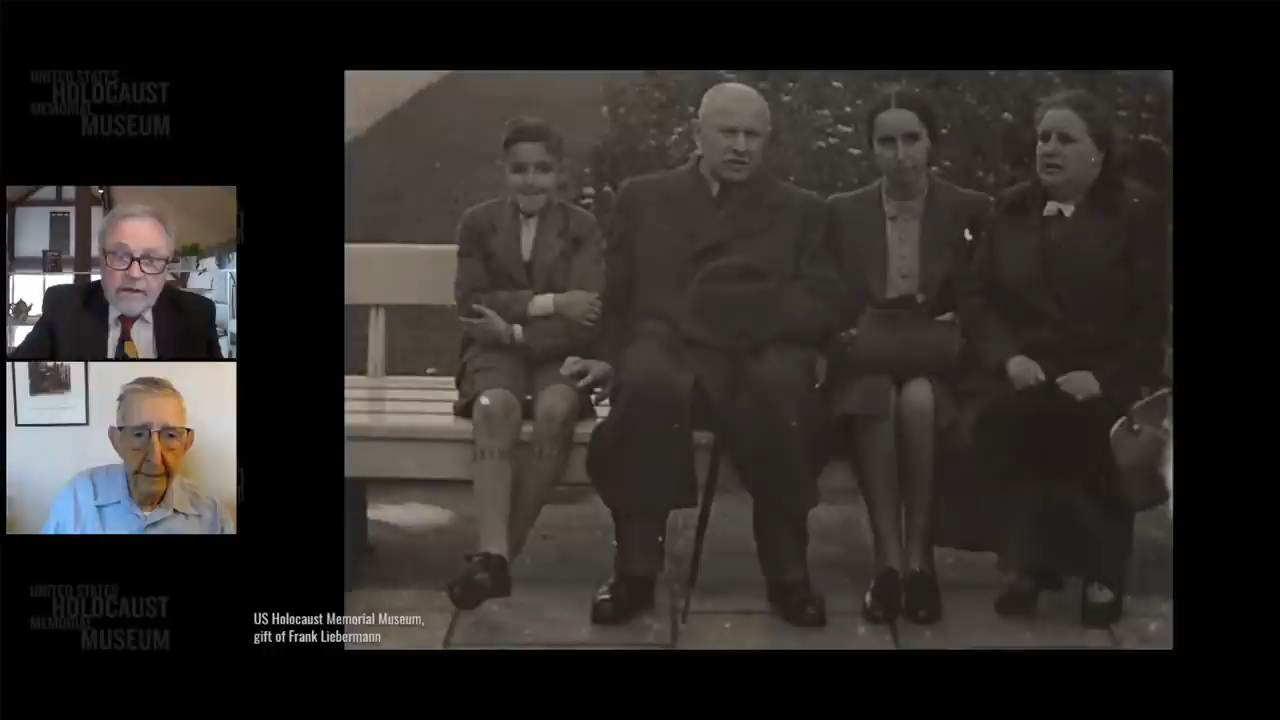 UNITED STATES
HOLOCAUST
MEMORIAL
MUSEUM
US Holocaust Memorial Museum,
gift of Frank Liebermann
UNITED STATES
HOLOCAUST
MEMORIAL
MUSEUM